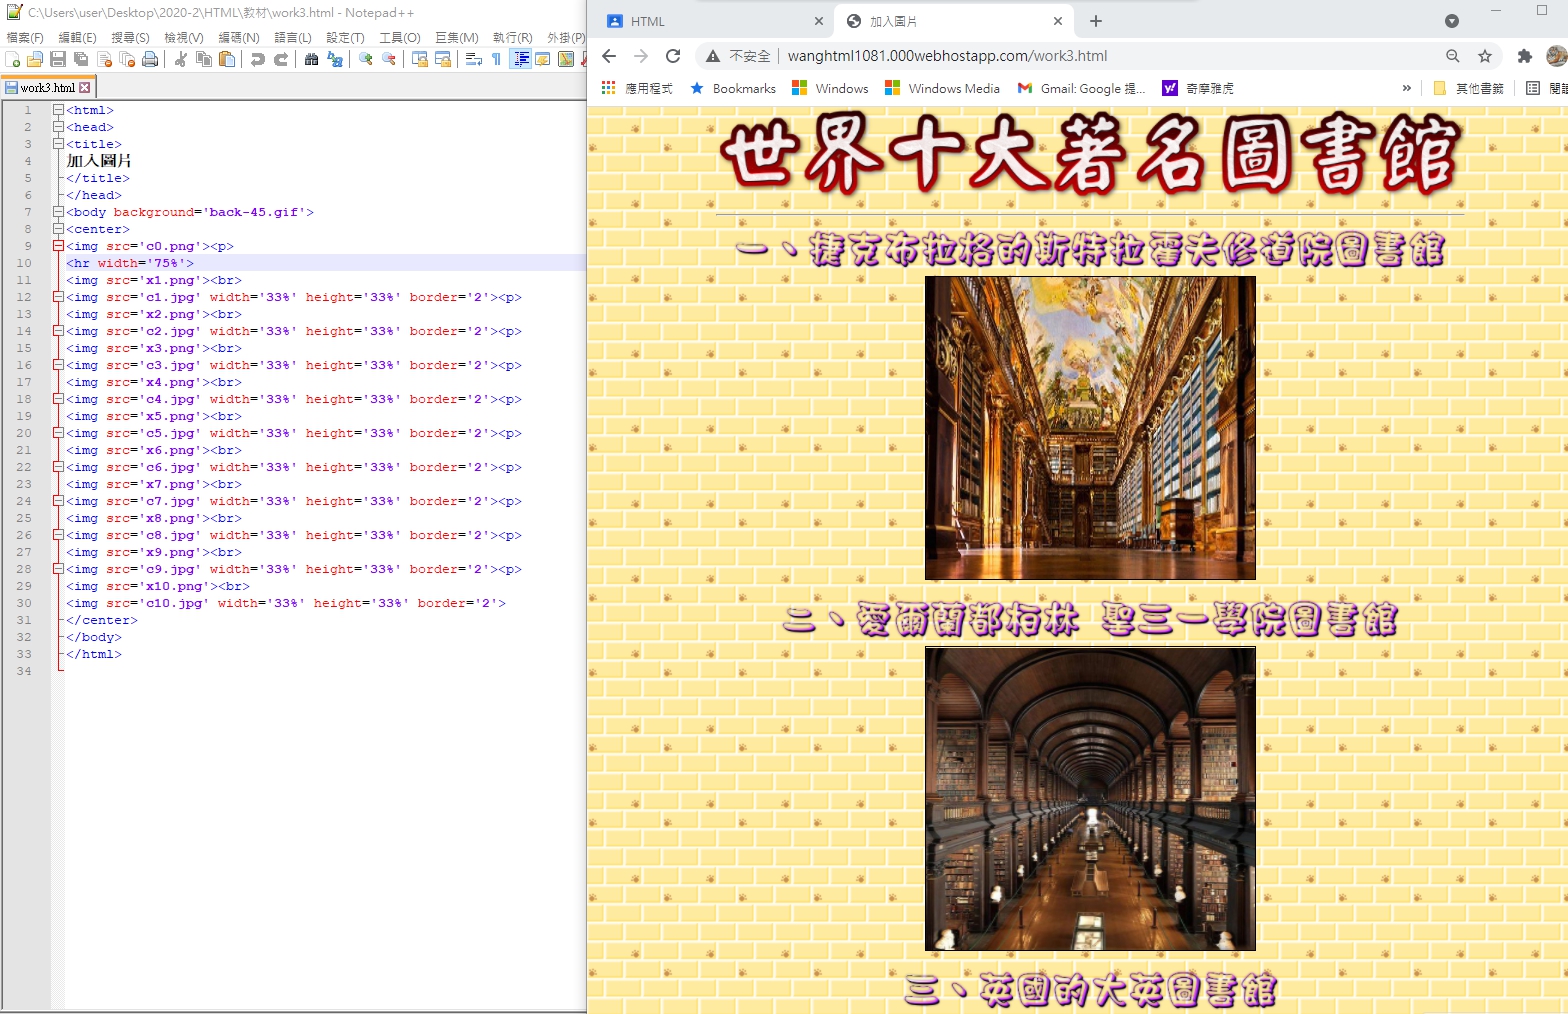 C:\Users\user\Desktop\2020-2\HTML\教材\work3.html - Notepad++
檔案(F) 編輯(E) 搜尋(S) 檢視(V) 編碼(N) 語言(L) 設定(T) 工具(O) 巨集(M) 執行(R) 外掛(P)
work3.html
1 <html>
2 <head>
3 <title>
4 加入圖片
5 </title>
6 </head>
7 <body background='back-45.gif'>
8 <center>
9 <img src='c0.png'><p>
10 <hr width='75%'>
11 <img src='x1.png'><br>
12 <img src='c1.jpg' width='33%' height='33%' border='2'><p>
13 <img src='x2.png'><br>
14 <img src='c2.jpg' width='33%' height='33%' border='2'><p>
15 <img src='x3.png'><br>
16 <img src='c3.jpg' width='33%' height='33%' border='2'><p>
17 <img src='x4.png'><br>
18 <img src='c4.jpg' width='33%' height='33%' border='2'><p>
19 <img src='x5.png'><br>
20 <img src='c5.jpg' width='33%' height='33%' border='2'><p>
21 <img src='x6.png'><br>
22 <img src='c6.jpg' width='33%' height='33%' border='2'><p>
23 <img src='x7.png'><br>
24 <img src='c7.jpg' width='33%' height='33%' border='2'><p>
25 <img src='x8.png'><br>
26 <img src='c8.jpg' width='33%' height='33%' border='2'><p>
27 <img src='x9.png'><br>
28 <img src='c9.jpg' width='33%' height='33%' border='2'><p>
29 <img src='x10.png'><br>
30 <img src='c10.jpg' width='33%' height='33%' border='2'>
31 </center>
32 </body>
33 </html>
34
HTML 加入圖片
不安全 wanghtml1081.000webhostapp.com/work3.html
應用程式 Bookmarks Windows Windows Media Gmail: Google 提... 奇摩雅虎 » 其他書籤
世界十大著名圖書館
一、捷克布拉格的斯特拉霍夫修道院圖書館
二、愛爾蘭都柏林 聖三一學院圖書館
三、英國的大英圖書館